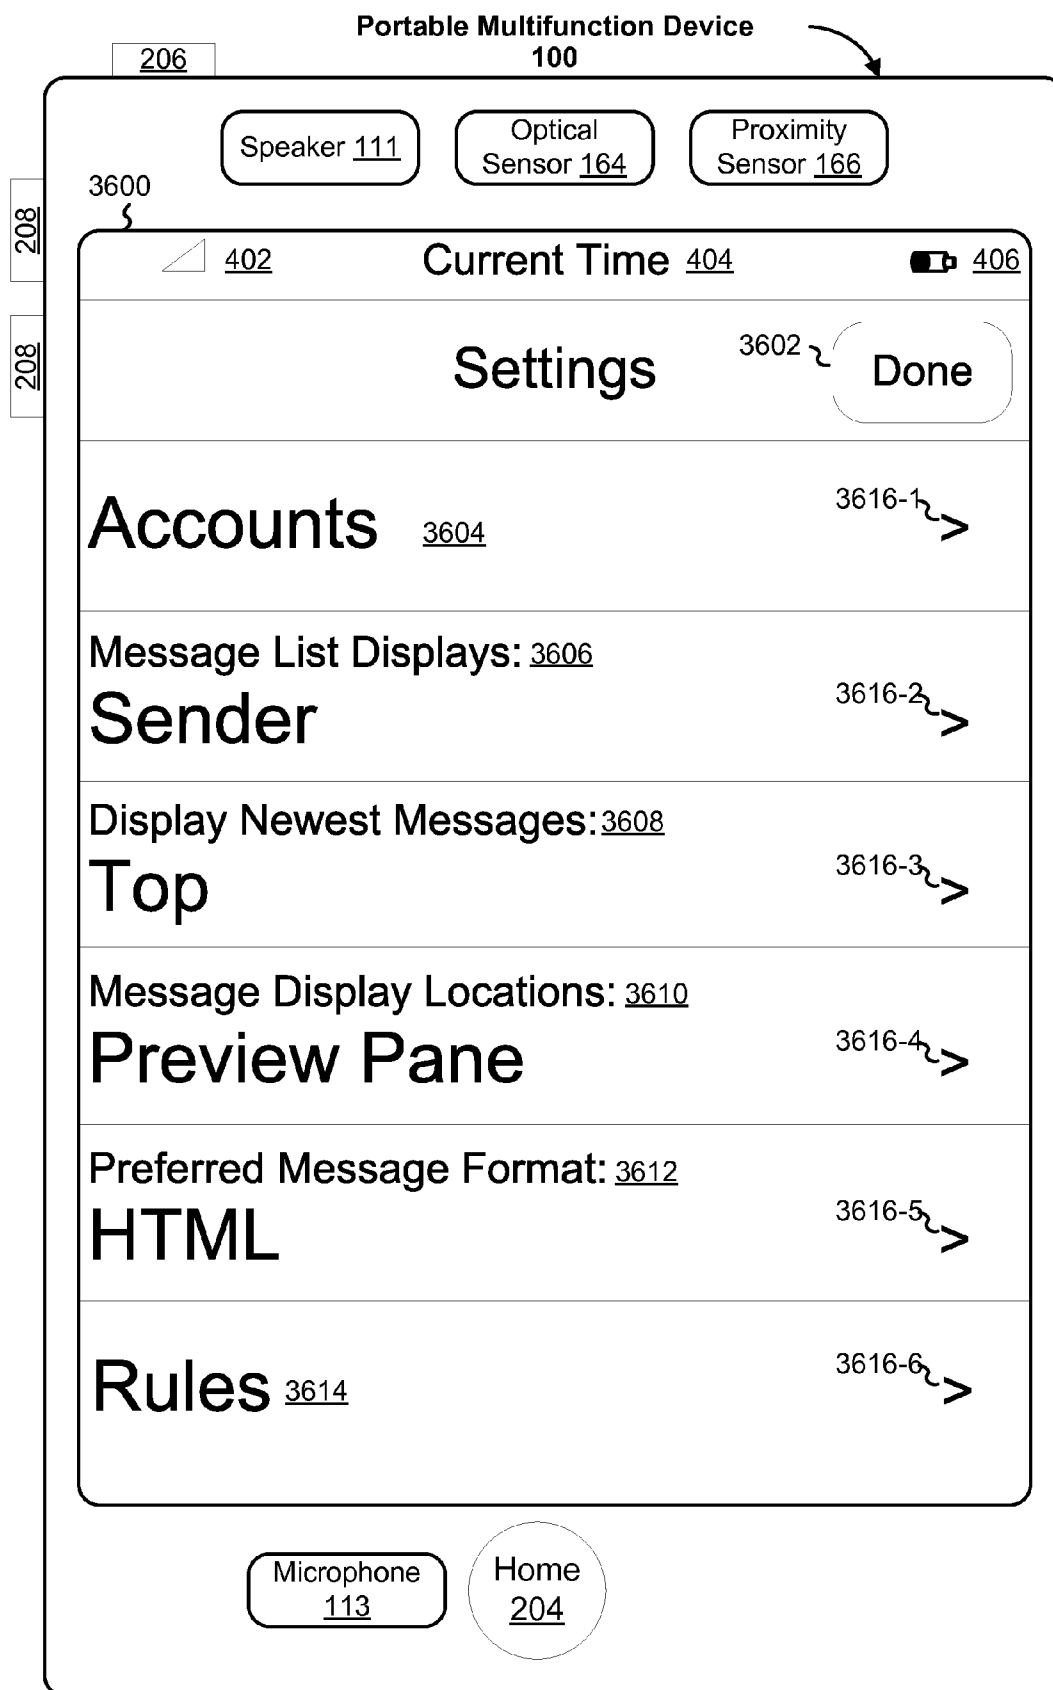 Portable Multifunction Device
100
206
Speaker 111
Optical
Sensor 164
Proximity
Sensor 166
3600
208
208
402
Current Time 404
406
Settings
3602
Done
Accounts 3604
3616-1
>
Message List Displays: 3606
Sender
3616-2
>
Display Newest Messages: 3608
Top
3616-3
>
Message Display Locations: 3610
Preview Pane
3616-4
>
Preferred Message Format: 3612
HTML
3616-5
>
Rules 3614
3616-6
>
Microphone
113
Home
204